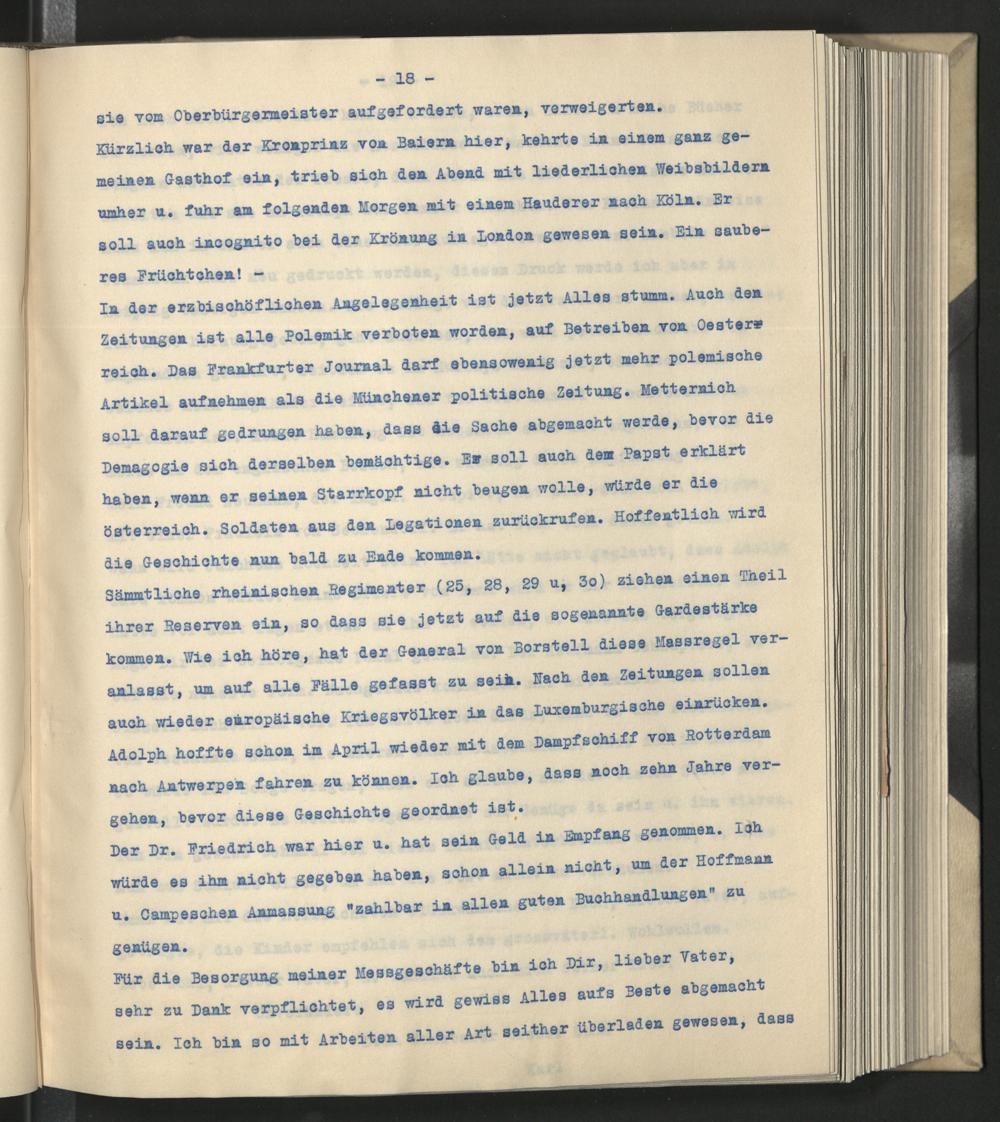 - 18 -
sie vom Oberbürgermeister aufgefordert waren, verweigerten.
Kürzlich war der Kronprinz von Baiern hier, kehrte in einem ganz ge-
meinen Gasthof ein, trieb sich den Abend mit liederlichen Weibsbildern
umher u. fuhr am folgenden Morgen mit einem Hauderer nach Köln. Er
soll auch incognito bei der Krönung in London gewesen sein. Ein saube-
res Früchtchen! -
In der erzbischöflichen Angelegenheit ist jetzt Alles stumm. Auch den
Zeitungen ist alle Polemik verboten worden, auf Betreiben von Oester-
reich. Das Frankfurter Journal darf ebensowenig jetzt mehr polemische
Artikel aufnehmen als die Münchener politische Zeitung. Metternich
soll darauf gedrungen haben, dass die Sache abgemacht werde, bevor die
Demagogie sich derselben bemächtige. Er soll auch dem Papst erklärt
haben, wenn er seinen Starrkopf nicht beugen wolle, würde er die
österreich. Soldaten aus den Legationen zurückrufen. Hoffentlich wird
die Geschichte nun bald zu Ende kommen.
Sämmtliche rheinischen Regimenter (25, 28, 29 u, 3o) ziehen einen Theil
ihrer Reserven ein, so dass sie jetzt auf die sogenannte Gardestärke
kommen. Wie ich höre, hat der General von Borstell diese Massregel ver-
anlasst, um auf alle Fälle gefasst zu sein. Nach den Zeitungen sollen
auch wieder europäische Kriegsvölker in das Luxemburgische einrücken.
Adolph hoffte schon im April wieder mit dem Dampfschiff von Rotterdam
nach Antwerpen fahren zu können. Ich glaube, dass noch zehn Jahre ver-
gehen, bevor diese Geschichte geordnet ist.
Der Dr. Friedrich war hier u. hat sein Geld in Empfang genommen. Ich
würde es ihm nicht gegeben haben, schon allein nicht, um der Hoffmann
u. Campeschen Anmassung "zahlbar in allen guten Buchhandlungen" zu
genügen.
Für die Besorgung meiner Messgeschäfte bin ich Dir, lieber Vater,
sehr zu Dank verpflichtet, es wird gewiss Alles aufs Beste abgemacht
sein. Ich bin so mit Arbeiten aller Art seither überladen gewesen, dass